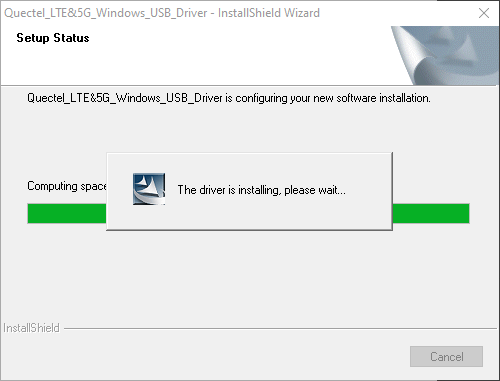 Quectel_LTE&5G_Windows_USB_Driver - InstallShield Wizard
Setup Status
Quectel_LTE&5G_Windows_USB_Driver is configuring your new software installation.
Computing space
The driver is installing, please wait...
InstallShield
Cancel